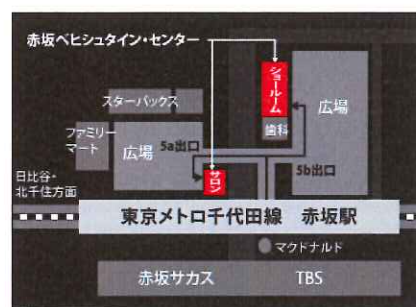 赤坂ベヒシュタイン・センター
ショールーム
広場
スターバックス
歯科
ファミリー
マート
広場
5a出口
サロン
5b出口
日比谷・
北千住方面
東京メトロ千代田線 赤坂駅
マクドナルド
赤坂サカス
TBS